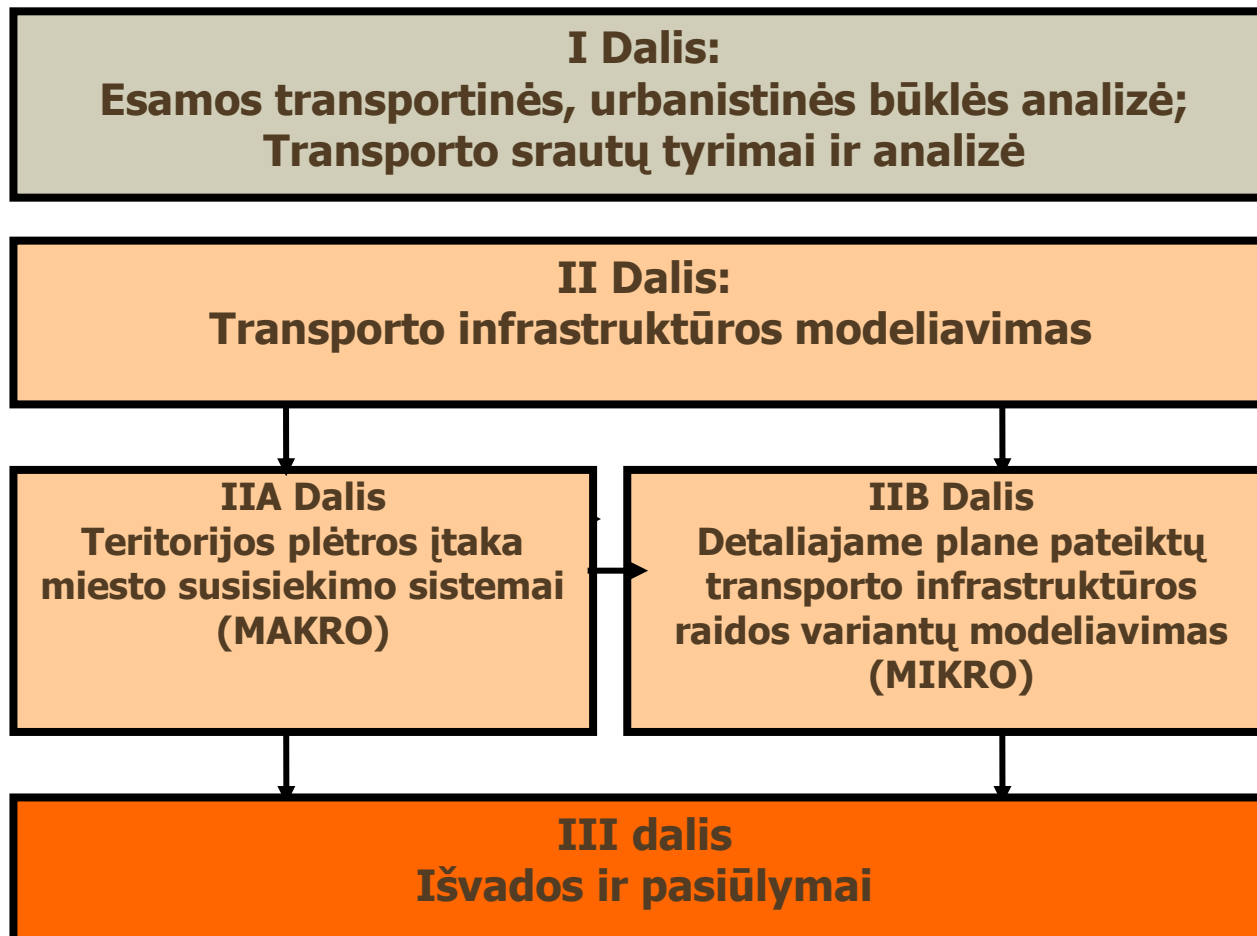 I Dalis:
Esamos transportinės, urbanistinės būklės analizė;
Transporto srautų tyrimai ir analizė
II Dalis:
Transporto infrastruktūros modeliavimas
IIA Dalis
Teritorijos plėtros įtaka
miesto susisiekimo sistemai
(MAKRO)
IIB Dalis
Detaliajame plane pateiktų
transporto infrastruktūros
raidos variantų modeliavimas
(MIKRO)
III dalis
Išvados ir pasiūlymai